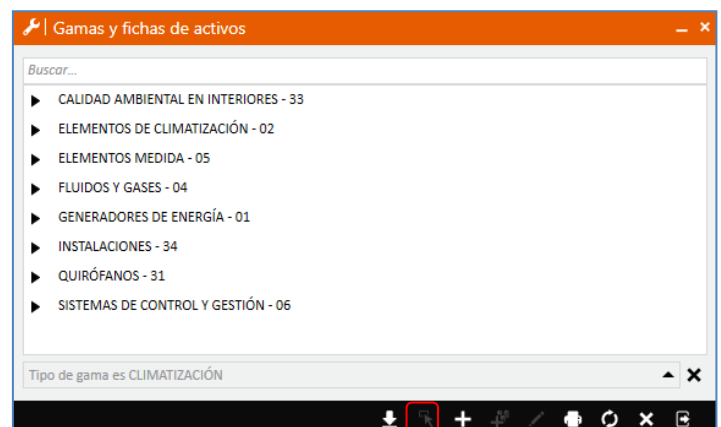 Gamas y fichas de activos
Buscar...
CALIDAD AMBIENTAL EN INTERIORES - 33
ELEMENTOS DE CLIMATIZACIÓN - 02
ELEMENTOS MEDIDA - 05
FLUIDOS Y GASES - 04
GENERADORES DE ENERGÍA - 01
INSTALACIONES - 34
QUIRÓFANOS - 31
SISTEMAS DE CONTROL Y GESTIÓN - 06
Tipo de gama es CLIMATIZACIÓN